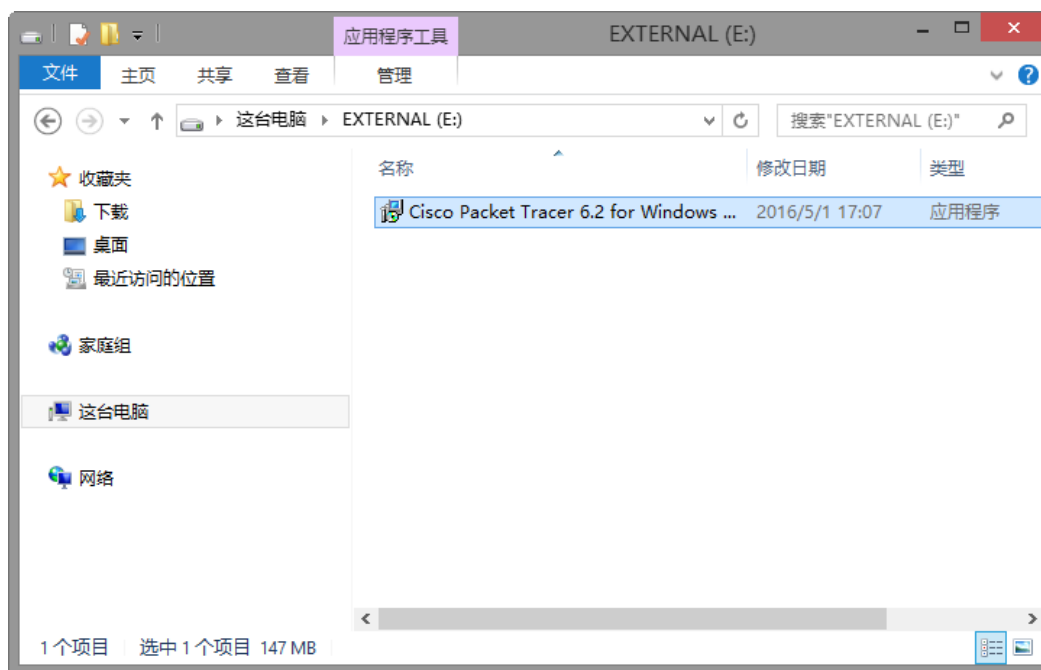 应用程序工具
EXTERNAL (E:)
文件 主页 共享 查看 管理
这台电脑 EXTERNAL (E:) 搜索"EXTERNAL (E:)"
名称 修改日期 类型
收藏夹
Cisco Packet Tracer 6.2 for Windows ... 2016/5/1 17:07 应用程序
下载
桌面
最近访问的位置
家庭组
这台电脑
网络
1 个项目 选中 1 个项目 147 MB